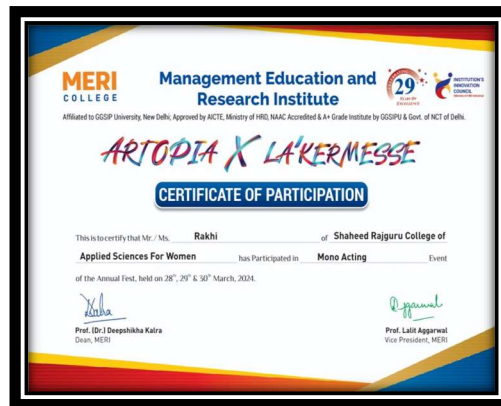 MERI
COLLEGE
Management Education and
Research Institute
29
YEARS OF
EXCELLENCE
INSTITUTION'S
INNOVATION
COUNCIL
Affiliated to GGSIP University, New Delhi; Approved by AICTE, Ministry of HRD, NAAC Accredited & A+ Grade Institute by GGSIPU & Govt. of NCT of Delhi.
ARTOPIA X LA'KERMESSE
CERTIFICATE OF PARTICIPATION
This is to certify that Mr. / Ms. Rakhi of Shaheed Rajguru College of
Applied Sciences For Women has Participated in Mono Acting Event
of the Annual Fest, held on 28th, 29th & 30th March, 2024.
Prof. (Dr.) Deepshikha Kalra
Dean, MERI
Prof. Lalit Aggarwal
Vice President, MERI